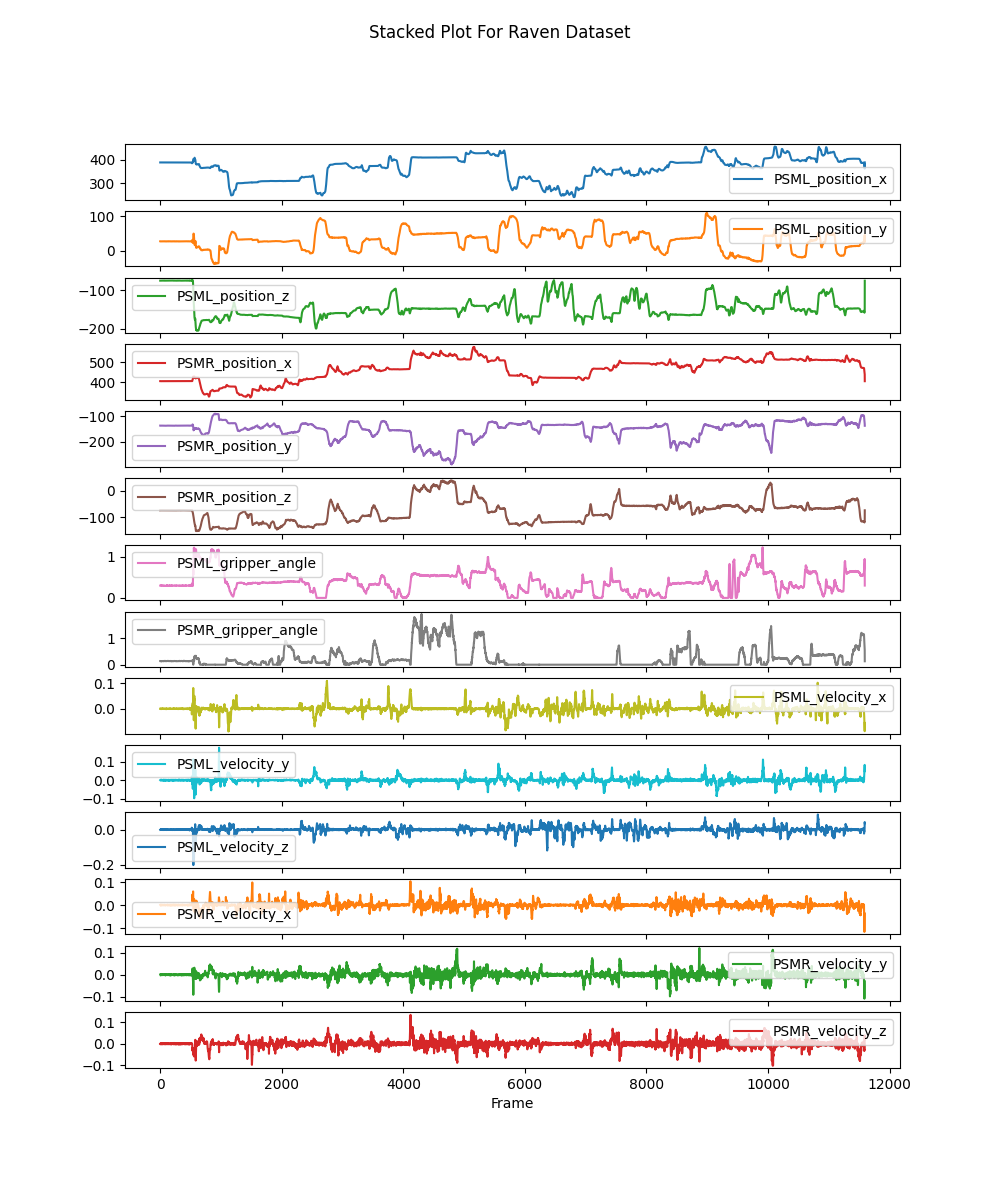 Stacked Plot For Raven Dataset
400
300
PSML_position_x
100
0
PSML_position_y
−100
−200
PSML_position_z
500
400
PSMR_position_x
−100
−200
PSMR_position_y
0
−100
PSMR_position_z
1
0
PSML_gripper_angle
1
0
PSMR_gripper_angle
0.1
0.0
PSML_velocity_x
0.1
0.0
−0.1
PSML_velocity_y
0.0
−0.2
PSML_velocity_z
0.1
0.0
−0.1
PSMR_velocity_x
0.1
0.0
−0.1
PSMR_velocity_y
0.1
0.0
−0.1
PSMR_velocity_z
0 2000 4000 6000 8000 10000 12000
Frame